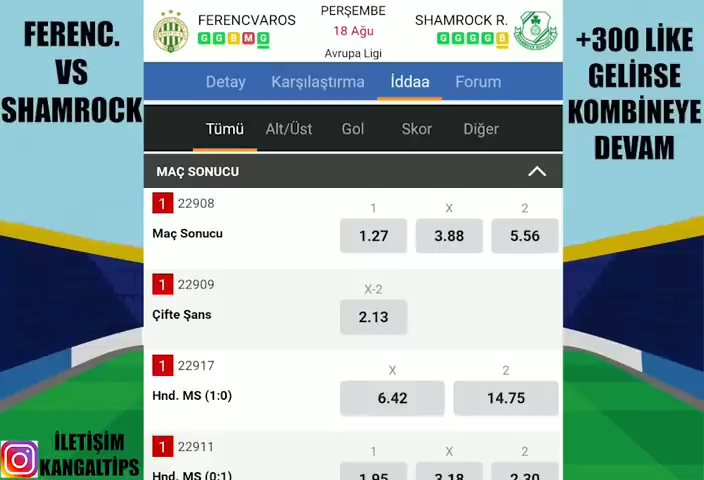 FERENC.
VS
SHAMROCK
FERENCVAROS
G G B M G
PERŞEMBE
18 Ağu
Avrupa Ligi
SHAMROCK R.
G G G G B
+300 LİKE
GELİRSE
KOMBİNEYE
DEVAM
Detay Karşılaştırma İddaa Forum
Tümü Alt/Üst Gol Skor Diğer
MAÇ SONUCU
1 22908
Maç Sonucu
1 X 2
1.27 3.88 5.56
1 22909
Çifte Şans
X-2
2.13
1 22917
Hnd. MS (1:0)
X 2
6.42 14.75
1 22911
Hnd. MS (0:1)
1 X 2
1.95 3.18 2.30
İLETİŞİM
KANGALTİPS